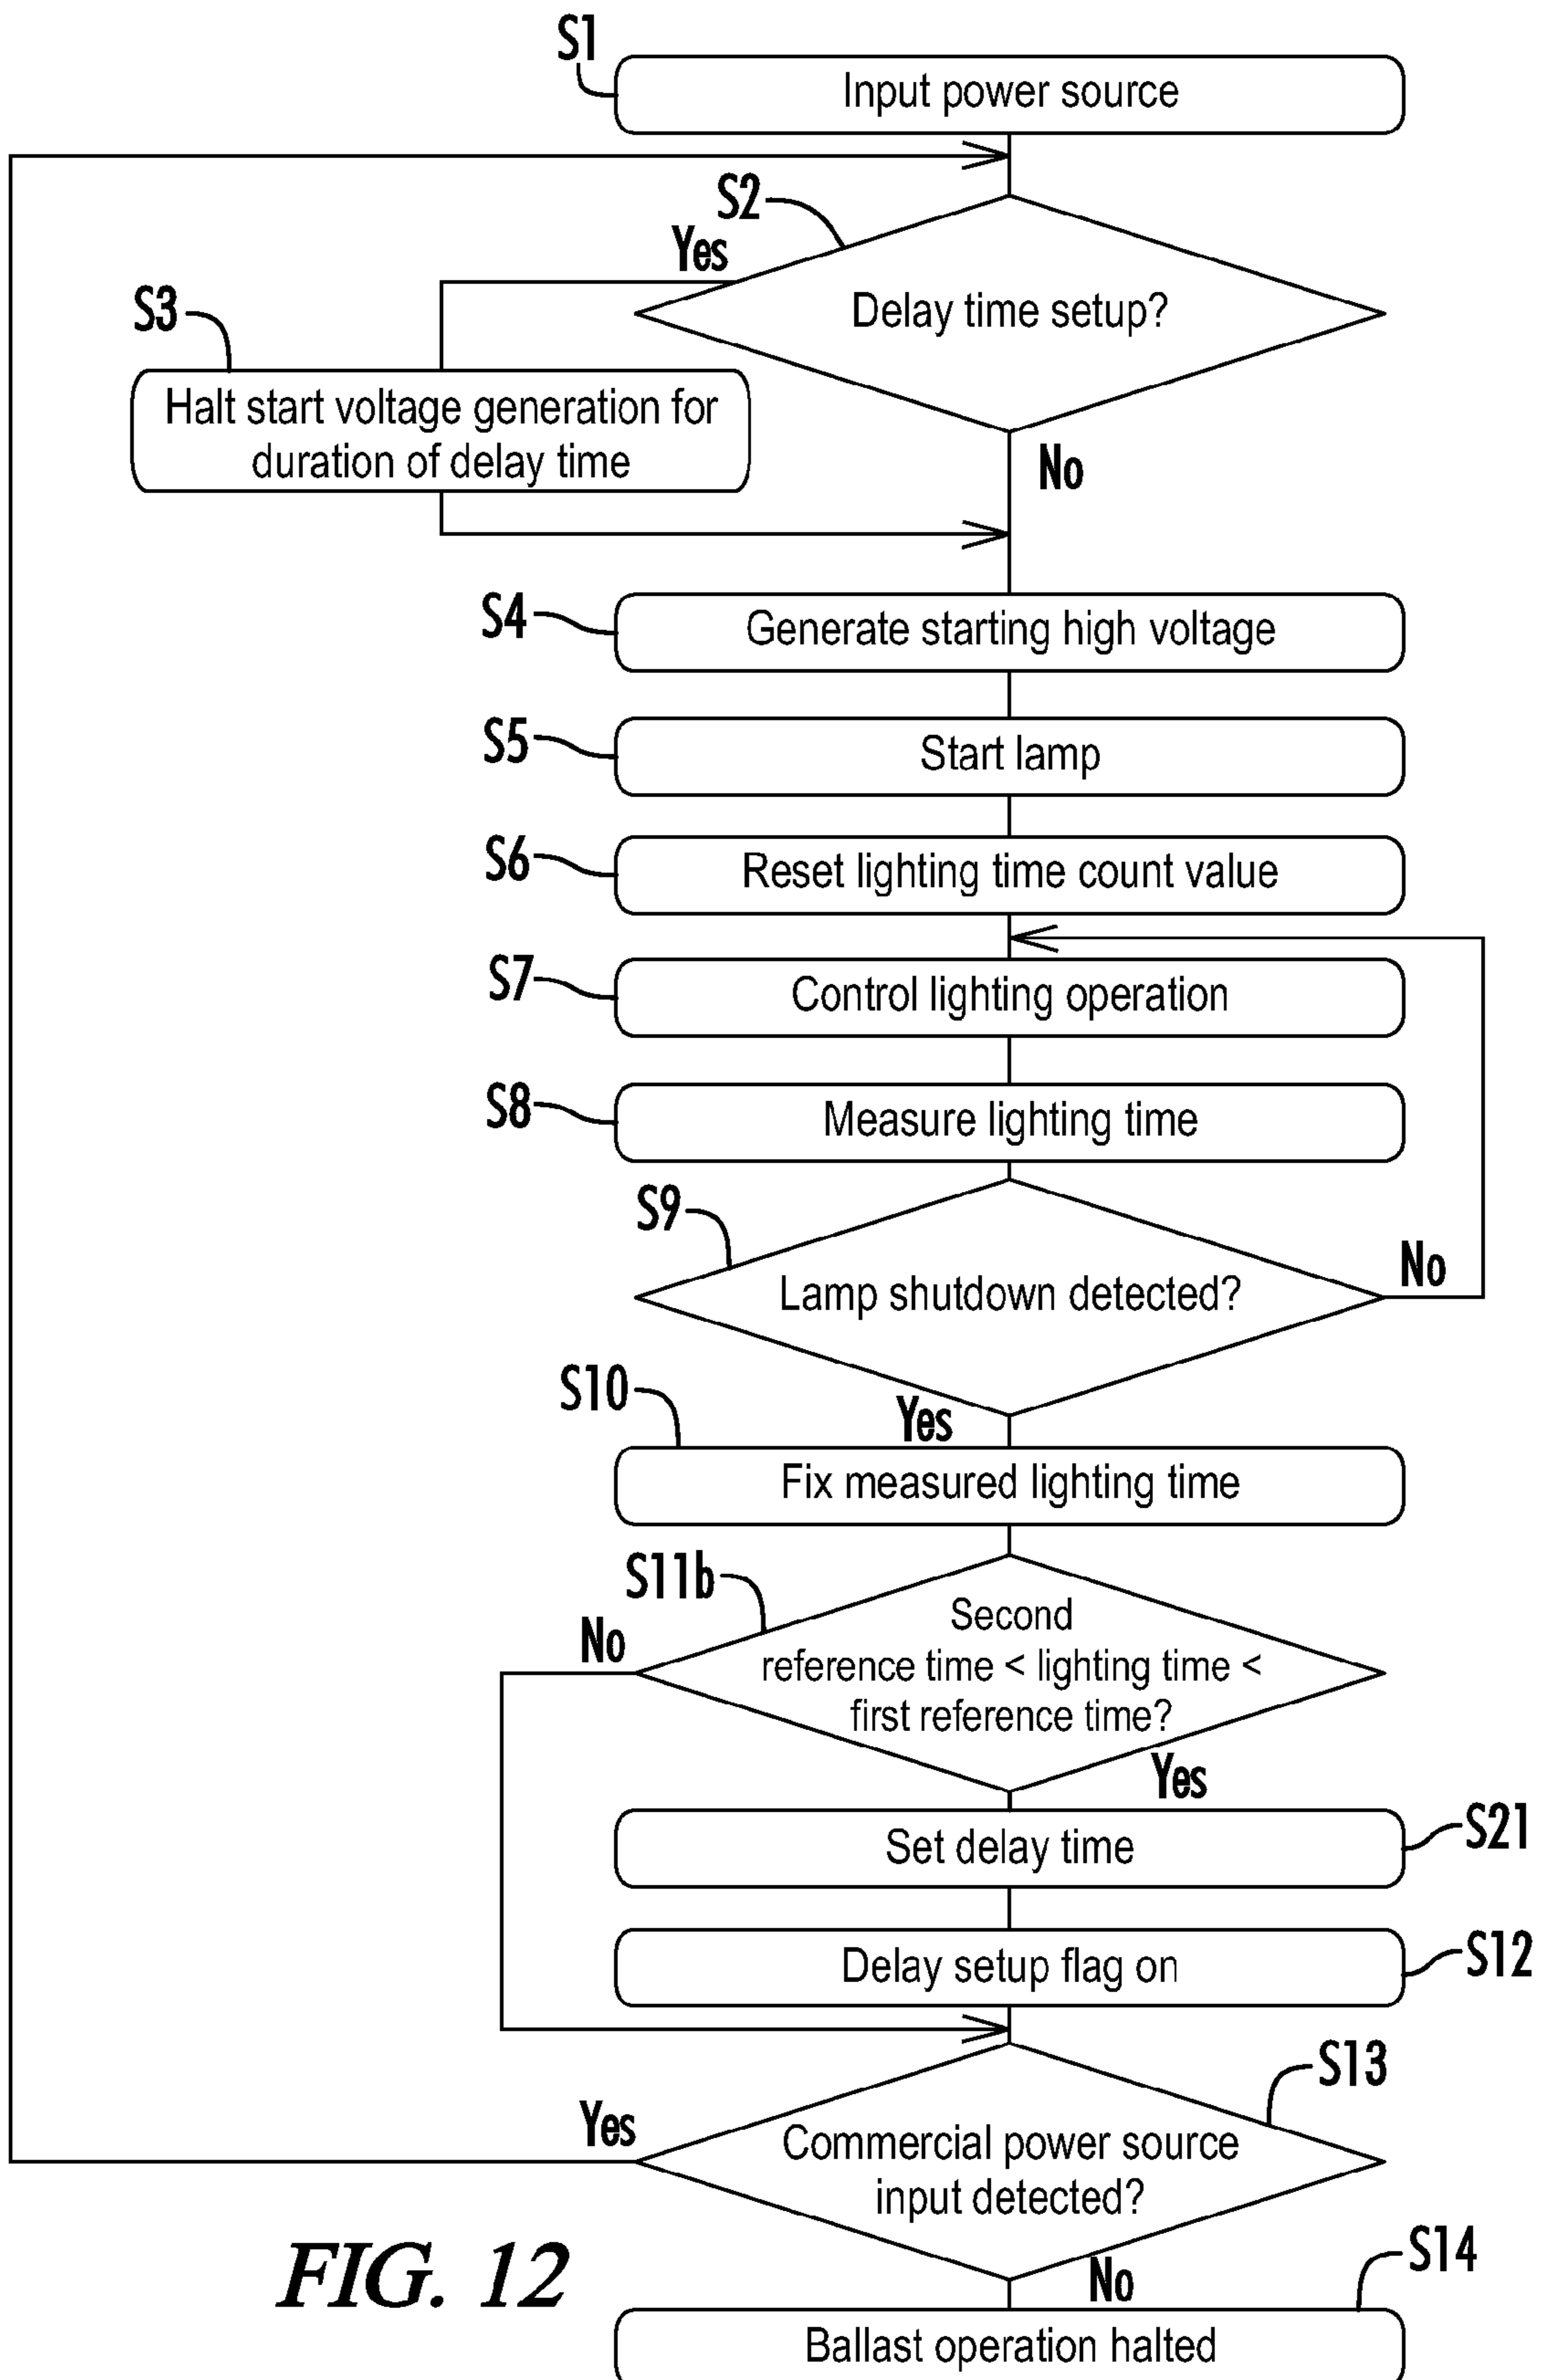 S1
Input power source
S2
Yes
Delay time setup?
S3
Halt start voltage generation for
duration of delay time
No
S4
Generate starting high voltage
S5
Start lamp
S6
Reset lighting time count value
S7
Control lighting operation
S8
Measure lighting time
S9
Lamp shutdown detected?
No
S10
Yes
Fix measured lighting time
S11b
No
Second
reference time < lighting time <
first reference time?
Yes
Set delay time
S21
Delay setup flag on
S12
S13
Yes
Commercial power source
input detected?
No
S14
Ballast operation halted
FIG. 12